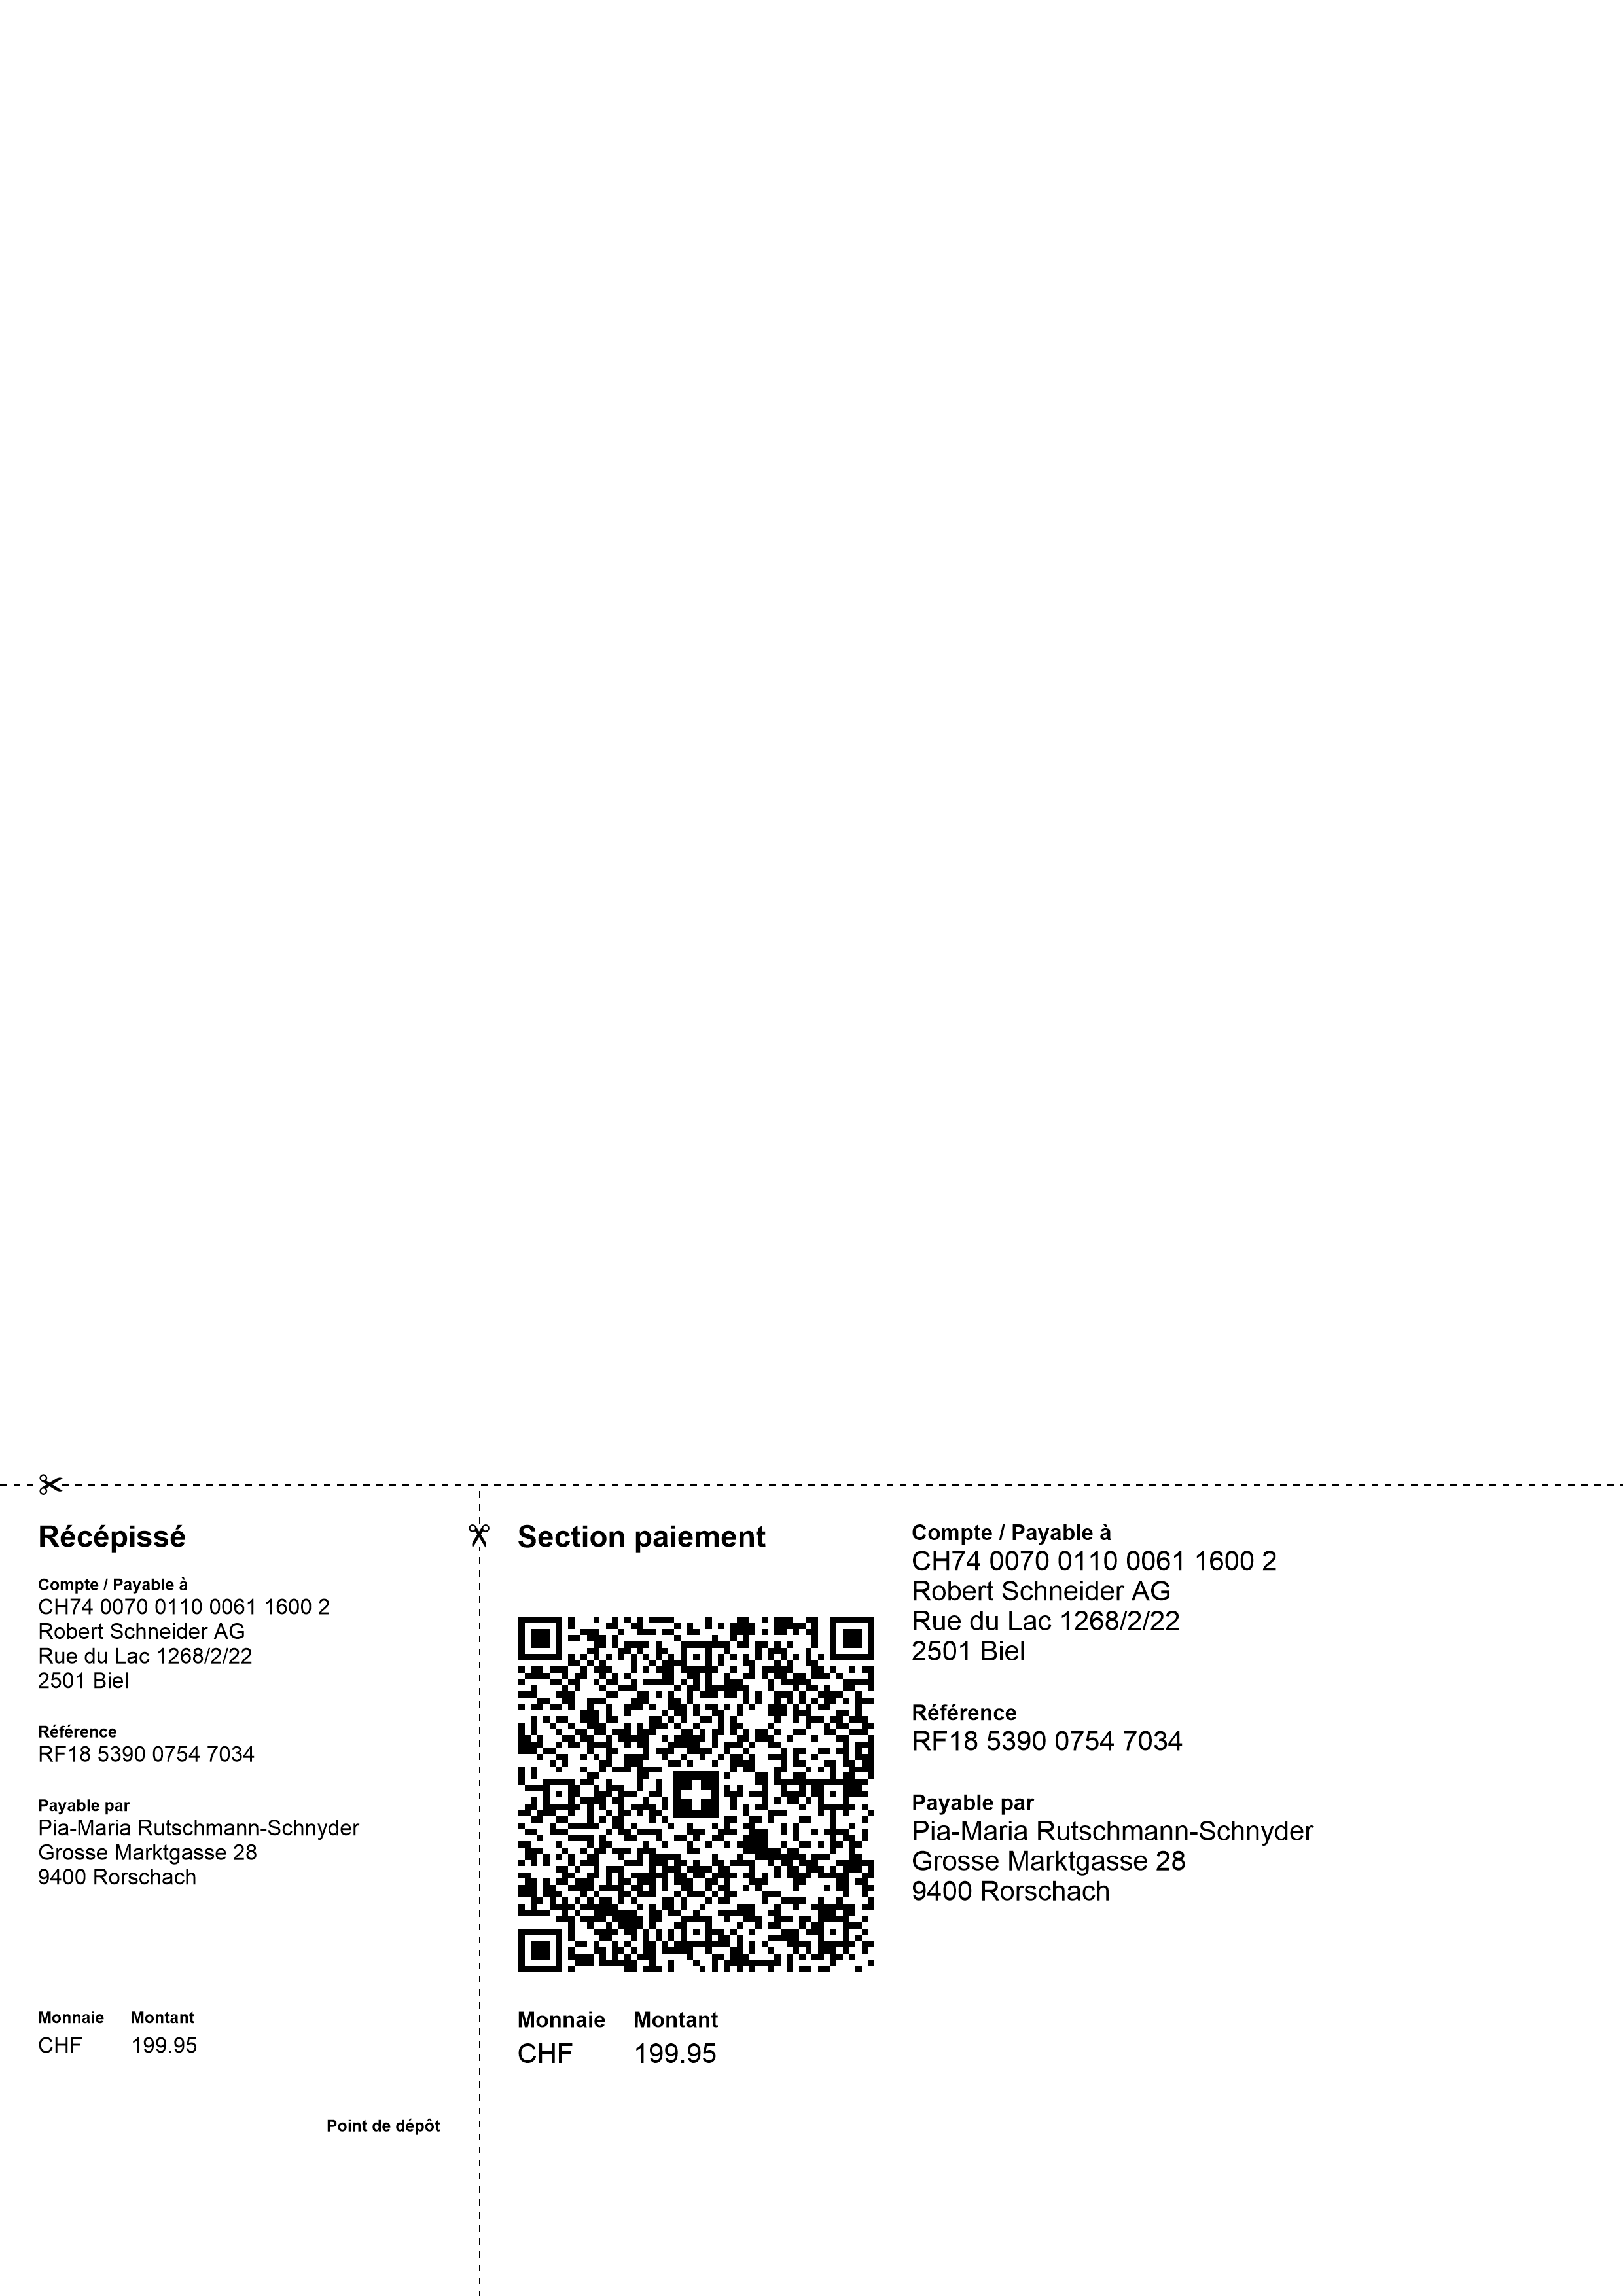 Récépissé
Compte / Payable à
CH74 0070 0110 0061 1600 2
Robert Schneider AG
Rue du Lac 1268/2/22
2501 Biel
Référence
RF18 5390 0754 7034
Payable par
Pia-Maria Rutschmann-Schnyder
Grosse Marktgasse 28
9400 Rorschach
Monnaie Montant
CHF 199.95
Point de dépôt
Section paiement
Monnaie Montant
CHF 199.95
Compte / Payable à
CH74 0070 0110 0061 1600 2
Robert Schneider AG
Rue du Lac 1268/2/22
2501 Biel
Référence
RF18 5390 0754 7034
Payable par
Pia-Maria Rutschmann-Schnyder
Grosse Marktgasse 28
9400 Rorschach